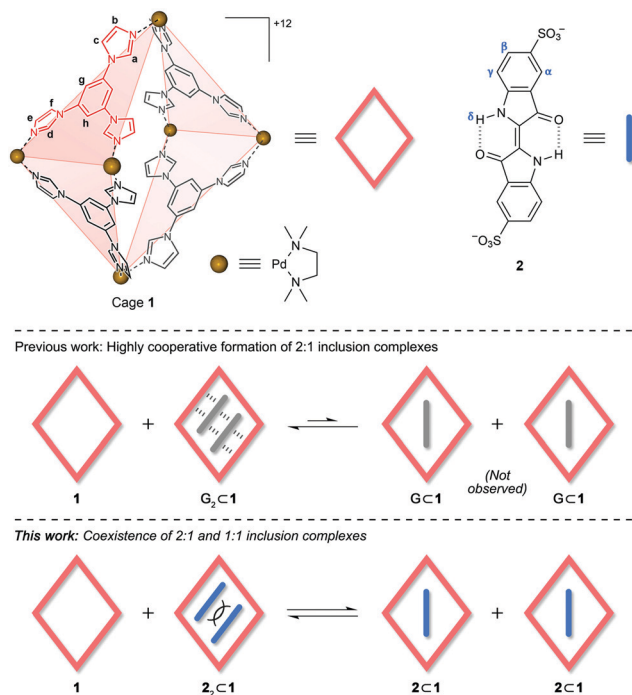 +12
b
c
N
N
a
g
f
N
e
N
d
h
N
N
≡
Cage 1
≡
N
Pd
N
SO₃⁻
β
γ
α
N
O
δ
H
O
N
H
⁻O₃S
≡
2
Previous work: Highly cooperative formation of 2:1 inclusion complexes
+
+
1
G₂⊂1
G⊂1
(Not
observed)
G⊂1
This work: Coexistence of 2:1 and 1:1 inclusion complexes
+
+
1
2₂⊂1
2⊂1
2⊂1